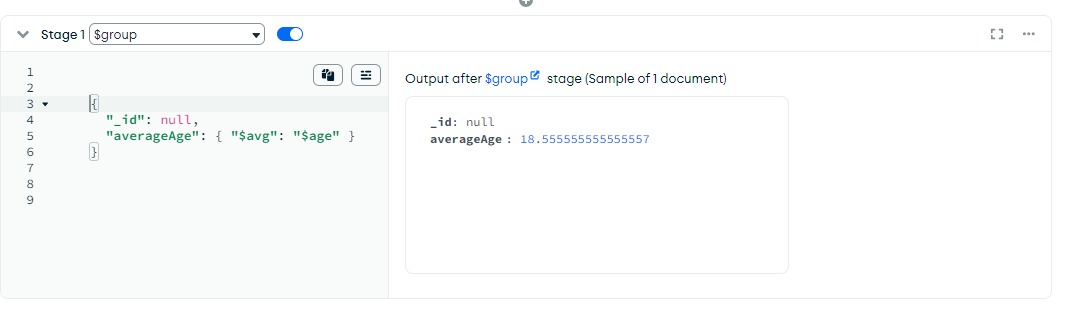 Stage 1 $group
1
2
3 {
4 "_id": null,
5 "averageAge": { "$avg": "$age" }
6 }
7
8
9
Output after $group stage (Sample of 1 document)
_id: null
averageAge : 18.555555555555557